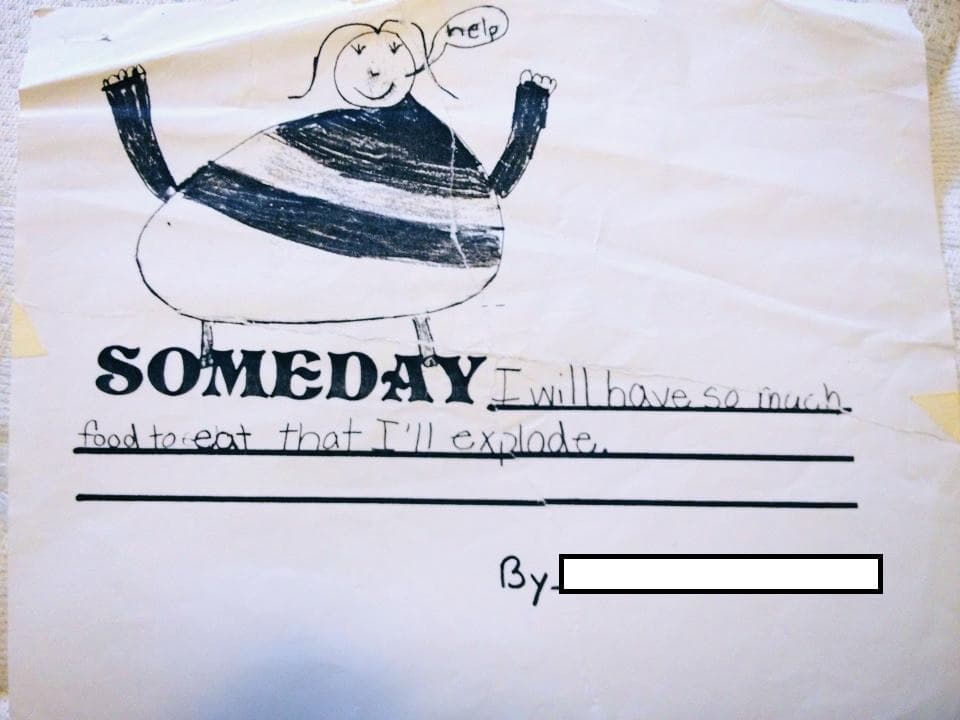 help
SOMEDAY I will have so much
food to eat that I'll explode.
By